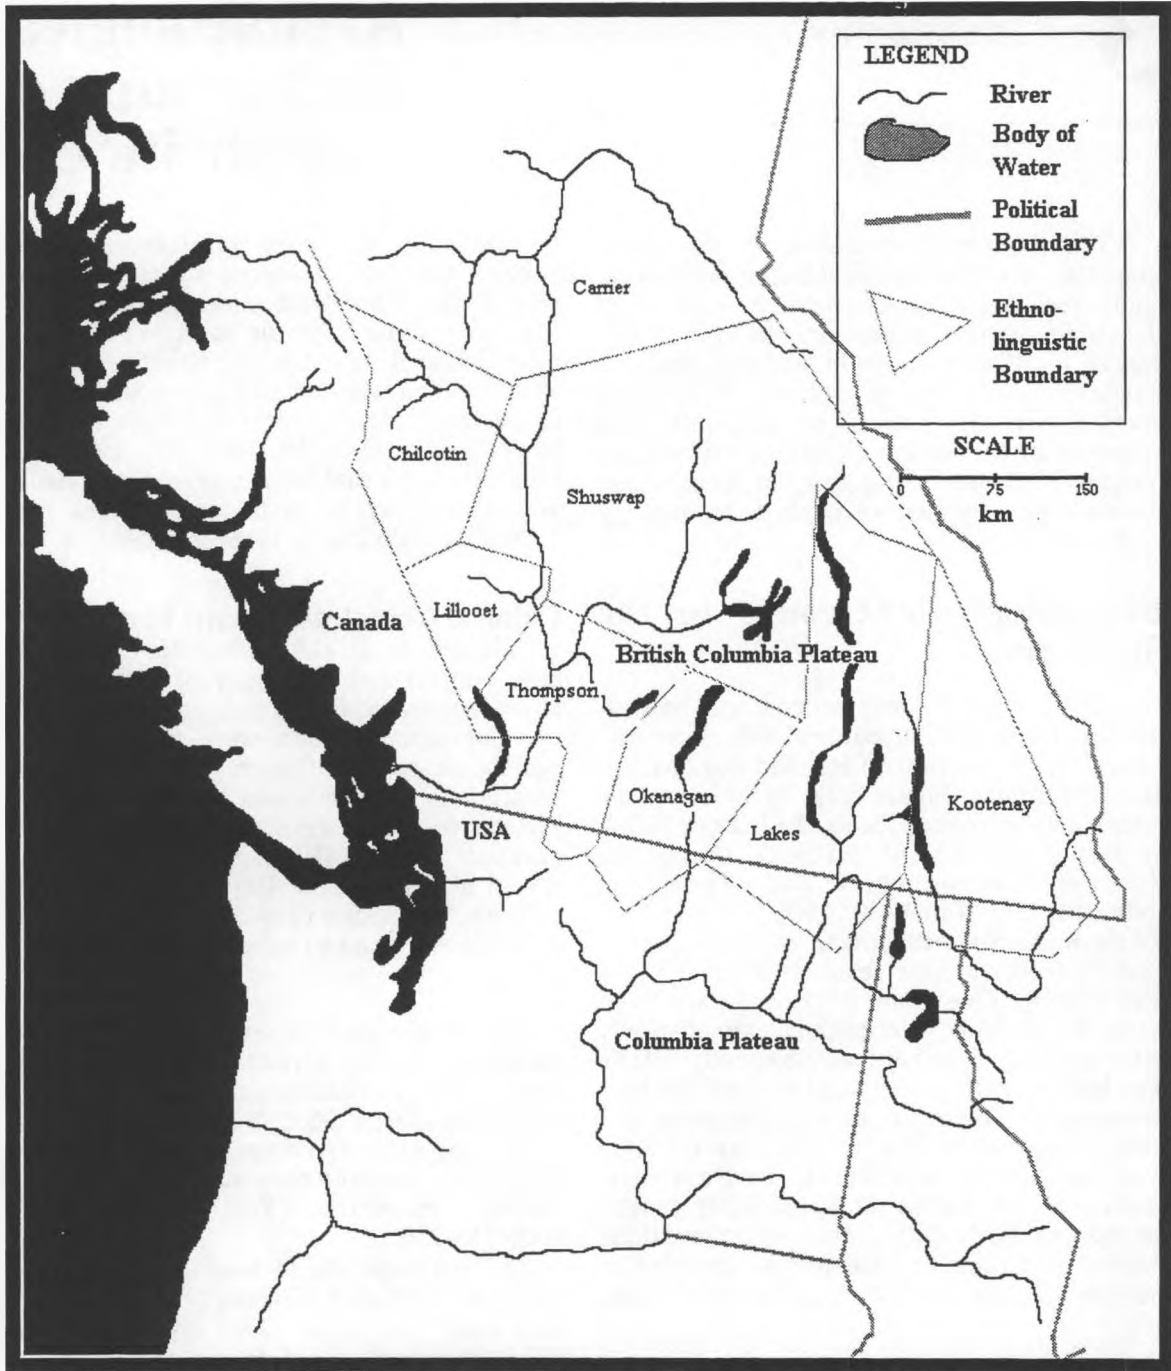 LEGEND
River
Body of
Water
Political
Boundary
Ethno-
linguistic
Boundary
SCALE
0 75 150
km
Carrier
Chilcotin
Shuswap
Lillooet
Canada
British Columbia Plateau
Thompson
Okanagan
Kootenay
USA
Lakes
Columbia Plateau